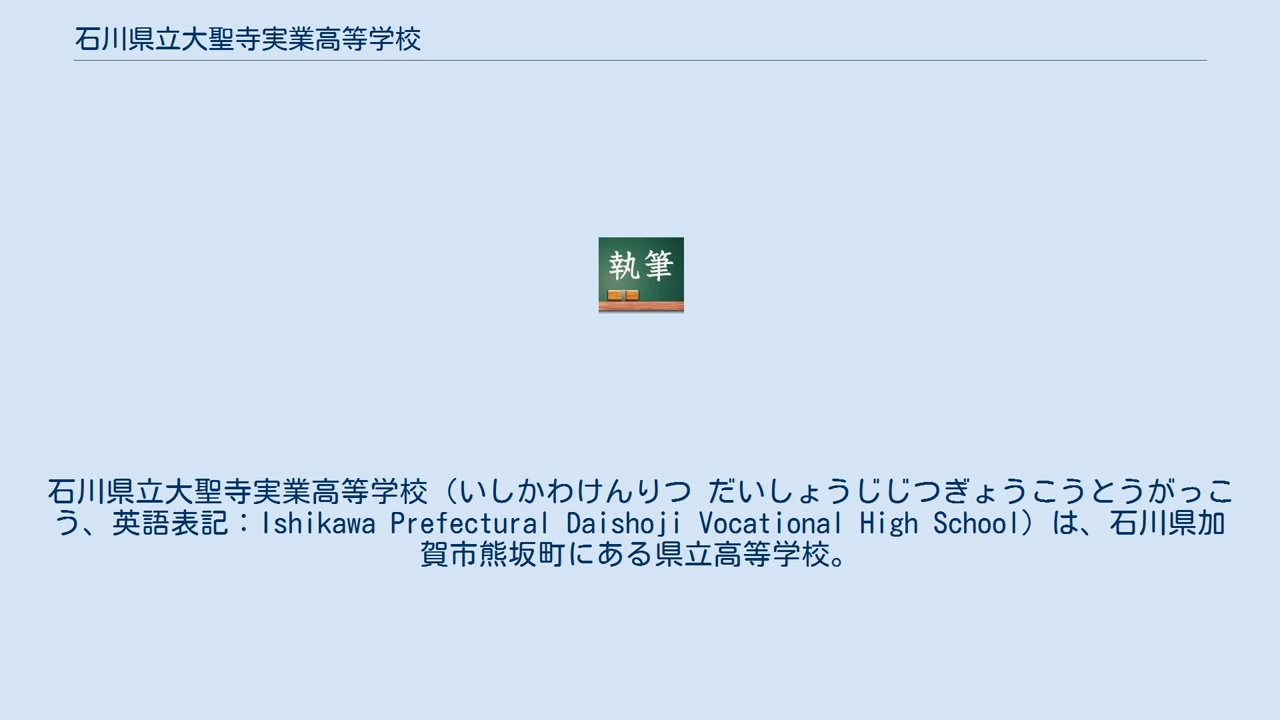 石川県立大聖寺実業高等学校
執筆
石川県立大聖寺実業高等学校（いしかわけんりつ だいしょうじじつぎょうこうとうがっこ
う、英語表記：Ishikawa Prefectural Daishoji Vocational High School）は、石川県加
賀市熊坂町にある県立高等学校。